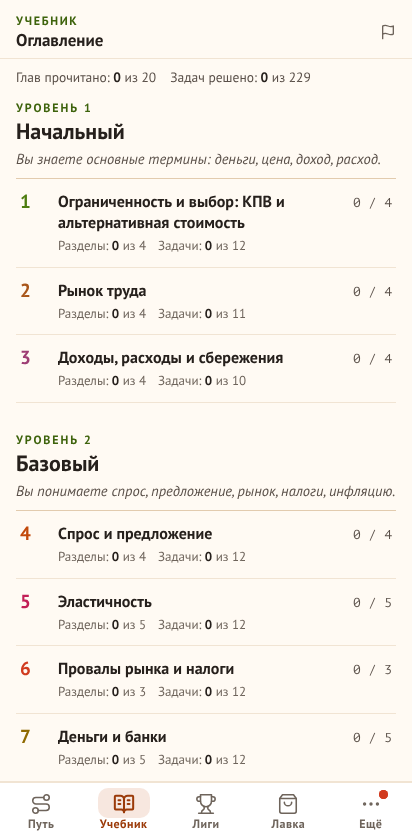 УЧЕБНИК
Оглавление
Глав прочитано: 0 из 20 Задач решено: 0 из 229
УРОВЕНЬ 1
Начальный
Вы знаете основные термины: деньги, цена, доход, расход.
1 Ограниченность и выбор: КПВ и 0 / 4
альтернативная стоимость
Разделы: 0 из 4 Задачи: 0 из 12
2 Рынок труда 0 / 4
Разделы: 0 из 4 Задачи: 0 из 11
3 Доходы, расходы и сбережения 0 / 4
Разделы: 0 из 4 Задачи: 0 из 10
УРОВЕНЬ 2
Базовый
Вы понимаете спрос, предложение, рынок, налоги, инфляцию.
4 Спрос и предложение 0 / 4
Разделы: 0 из 4 Задачи: 0 из 12
5 Эластичность 0 / 5
Разделы: 0 из 5 Задачи: 0 из 12
6 Провалы рынка и налоги 0 / 3
Разделы: 0 из 3 Задачи: 0 из 12
7 Деньги и банки 0 / 5
Разделы: 0 из 5 Задачи: 0 из 12
Путь Учебник Лиги Лавка Ещё